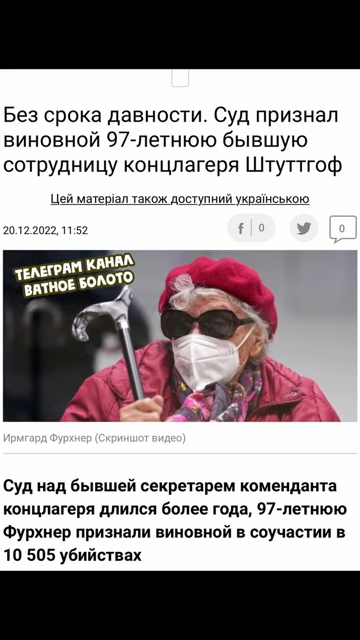 Без срока давности. Суд признал
виновной 97-летнюю бывшую
сотрудницу концлагеря Штуттгоф
Цей матеріал також доступний українською
20.12.2022, 11:52
f 0
0
0
ТЕЛЕГРАМ КАНАЛ
ВАТНОЕ БОЛОТО
Ирмгард Фурхнер (Скриншот видео)
Суд над бывшей секретарем коменданта
концлагеря длился более года, 97-летнюю
Фурхнер признали виновной в соучастии в
10 505 убийствах